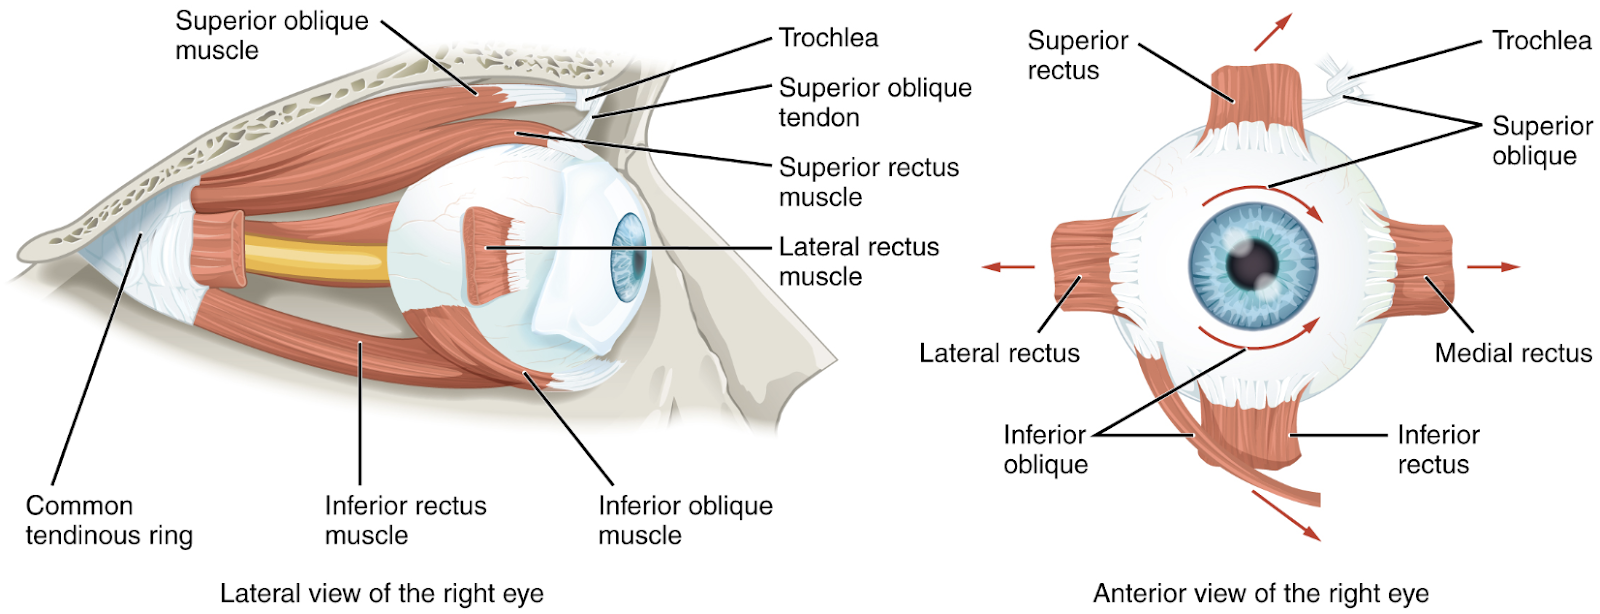 Superior oblique
muscle
Trochlea
Superior oblique
tendon
Superior rectus
muscle
Lateral rectus
muscle
Common
tendinous ring
Inferior rectus
muscle
Inferior oblique
muscle
Lateral view of the right eye
Superior
rectus
Trochlea
Superior
oblique
Lateral rectus
Medial rectus
Inferior
oblique
Inferior
rectus
Anterior view of the right eye